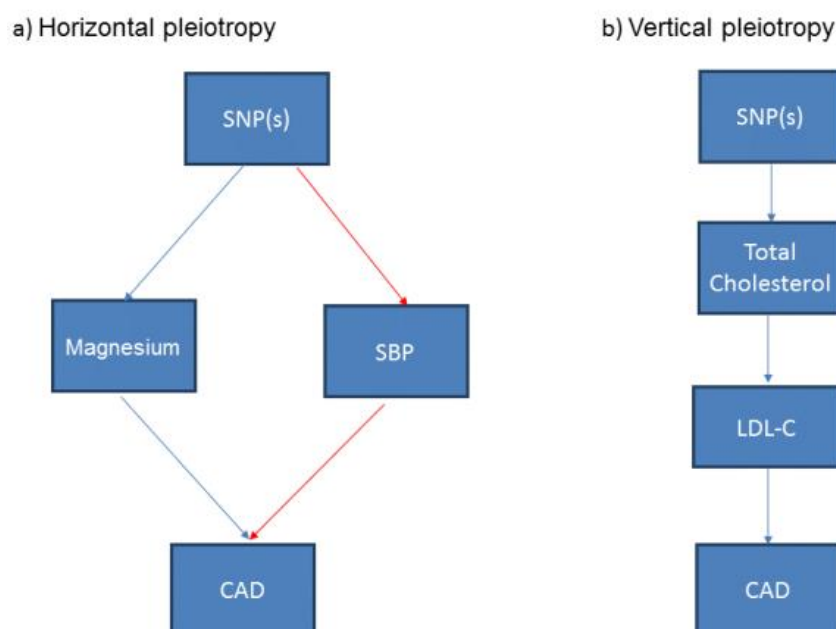 a) Horizontal pleiotropy
SNP(s)
Magnesium
SBP
CAD
b) Vertical pleiotropy
SNP(s)
Total
Cholesterol
LDL-C
CAD